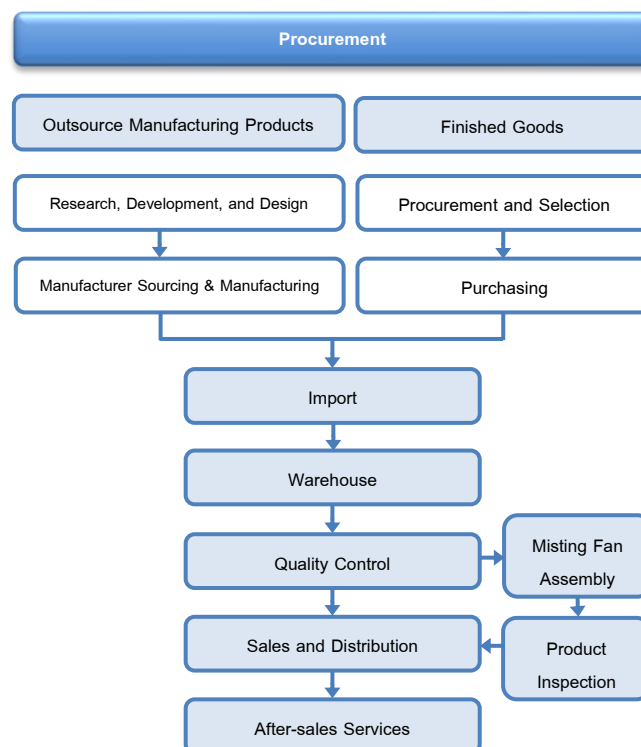 Procurement
Outsource Manufacturing Products
Finished Goods
Research, Development, and Design
Procurement and Selection
Manufacturer Sourcing & Manufacturing
Purchasing
Import
Warehouse
Quality Control
Misting Fan
Assembly
Sales and Distribution
Product
Inspection
After-sales Services